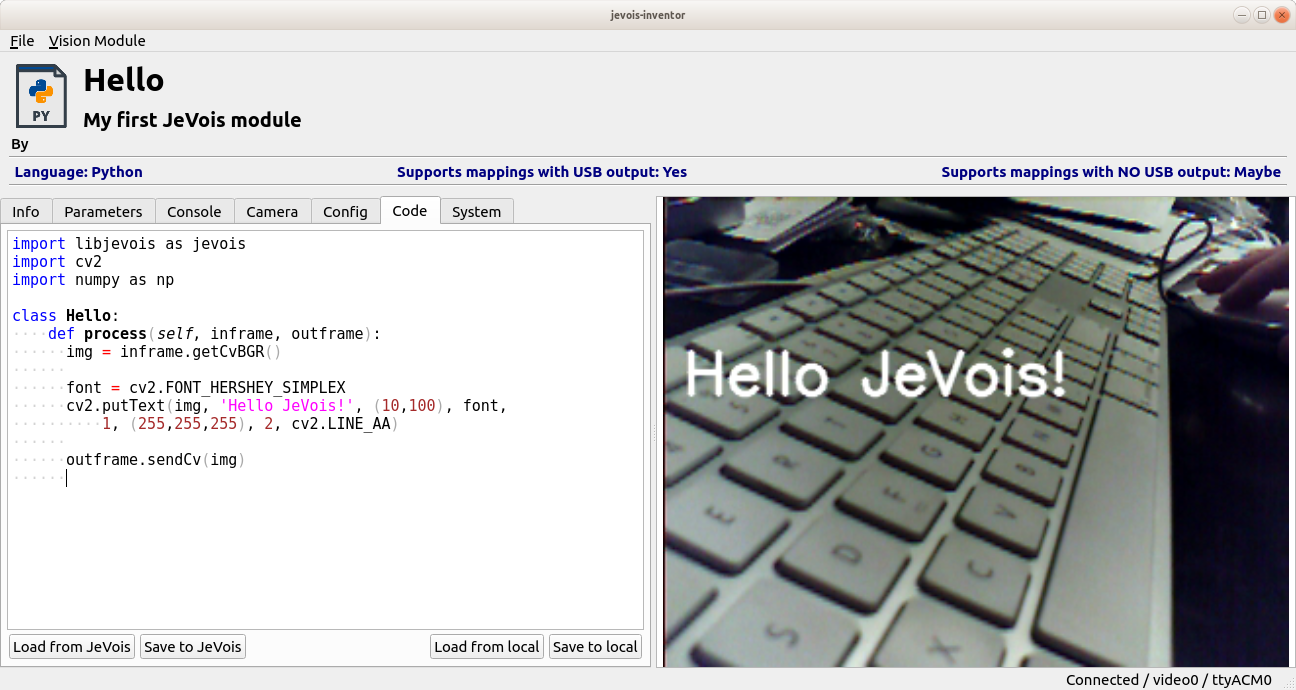 jevois-inventor
File Vision Module
PY
Hello
My first JeVois module
By
Language: Python Supports mappings with USB output: Yes Supports mappings with NO USB output: Maybe
Info Parameters Console Camera Config Code System
import libjevois as jevois
import cv2
import numpy as np
class Hello:
def process(self, inframe, outframe):
img = inframe.getCvBGR()
font = cv2.FONT_HERSHEY_SIMPLEX
cv2.putText(img, 'Hello JeVois!', (10,100), font,
1, (255,255,255), 2, cv2.LINE_AA)
outframe.sendCv(img)
Load from JeVois Save to JeVois Load from local Save to local
Hello JeVois!
E R F G V B
D C
S X
Connected / video0 / ttyACM0